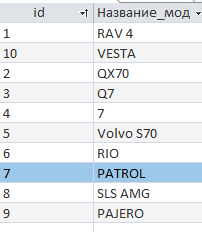 id Название_мод
1 RAV 4
10 VESTA
2 QX70
3 Q7
4 7
5 Volvo S70
6 RIO
7 PATROL
8 SLS AMG
9 PAJERO